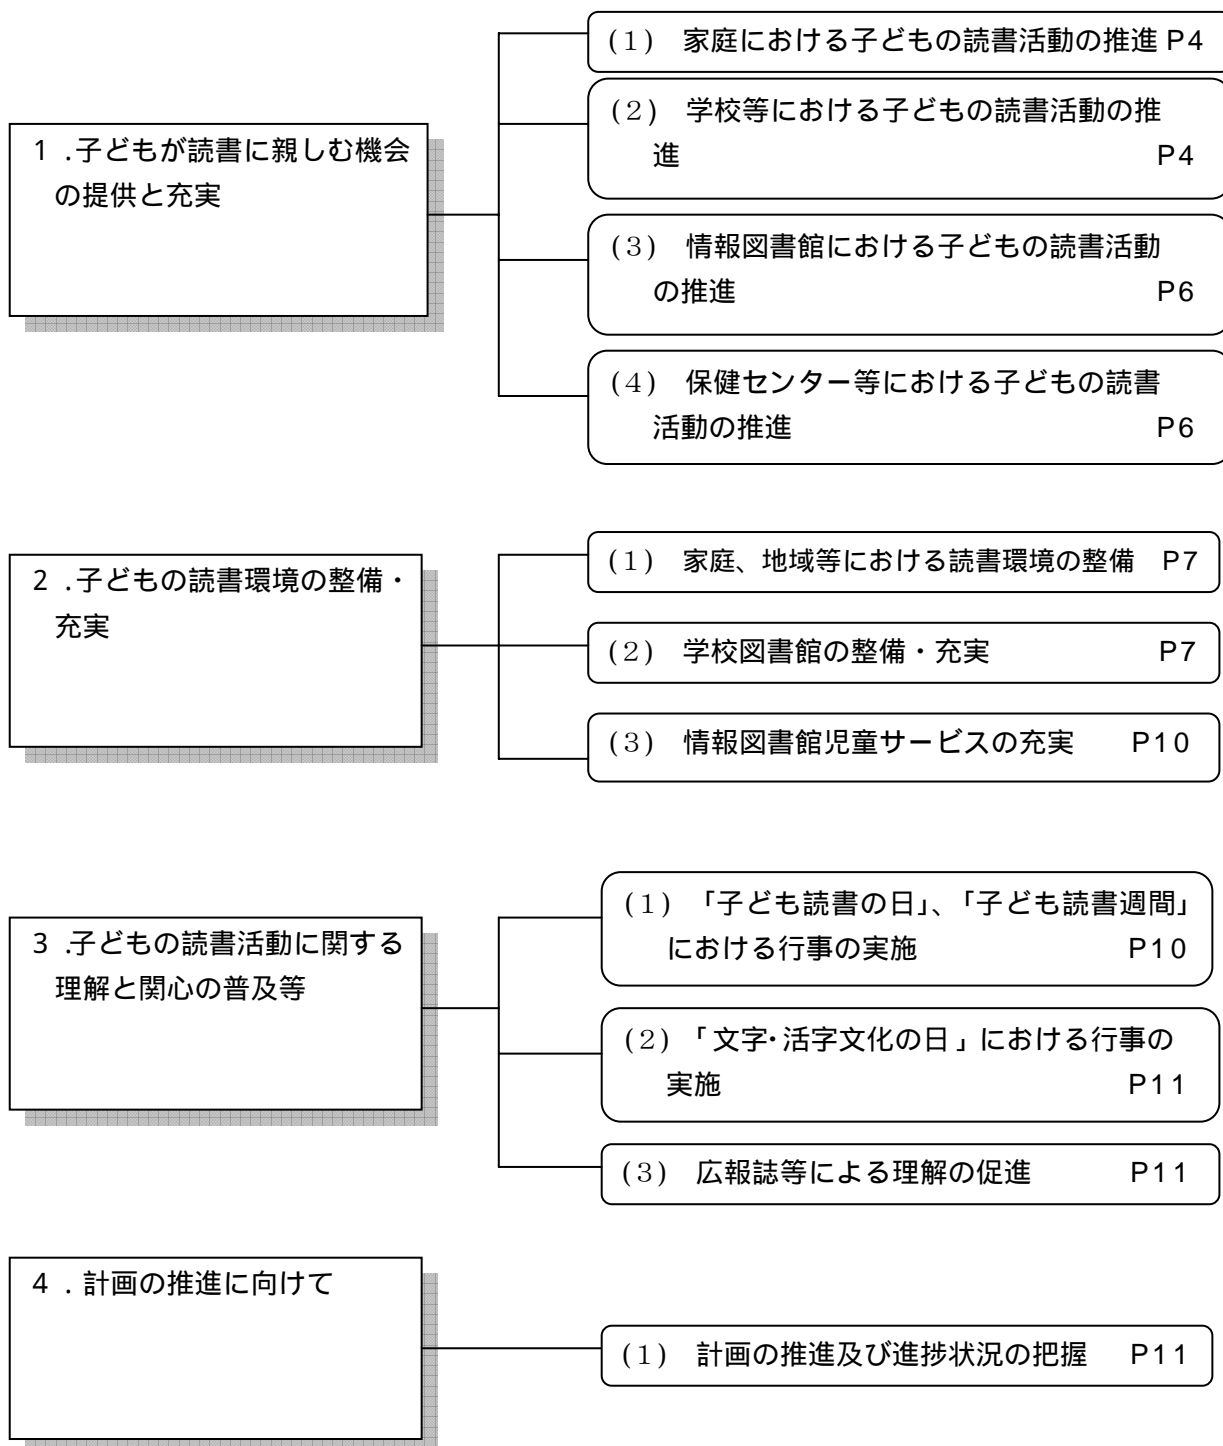 1．子どもが読書に親しむ機会
の提供と充実
(1) 家庭における子どもの読書活動の推進 P4
(2) 学校等における子どもの読書活動の推
進 P4
(3) 情報図書館における子どもの読書活動
の推進 P6
(4) 保健センター等における子どもの読書
活動の推進 P6
2．子どもの読書環境の整備・
充実
(1) 家庭、地域等における読書環境の整備 P7
(2) 学校図書館の整備・充実 P7
(3) 情報図書館児童サービスの充実 P10
3．子どもの読書活動に関する
理解と関心の普及等
(1) 「子ども読書の日」、「子ども読書週間」
における行事の実施 P10
(2) 「文字・活字文化の日」における行事の
実施 P11
(3) 広報誌等による理解の促進 P11
4．計画の推進に向けて
(1) 計画の推進及び進捗状況の把握 P11